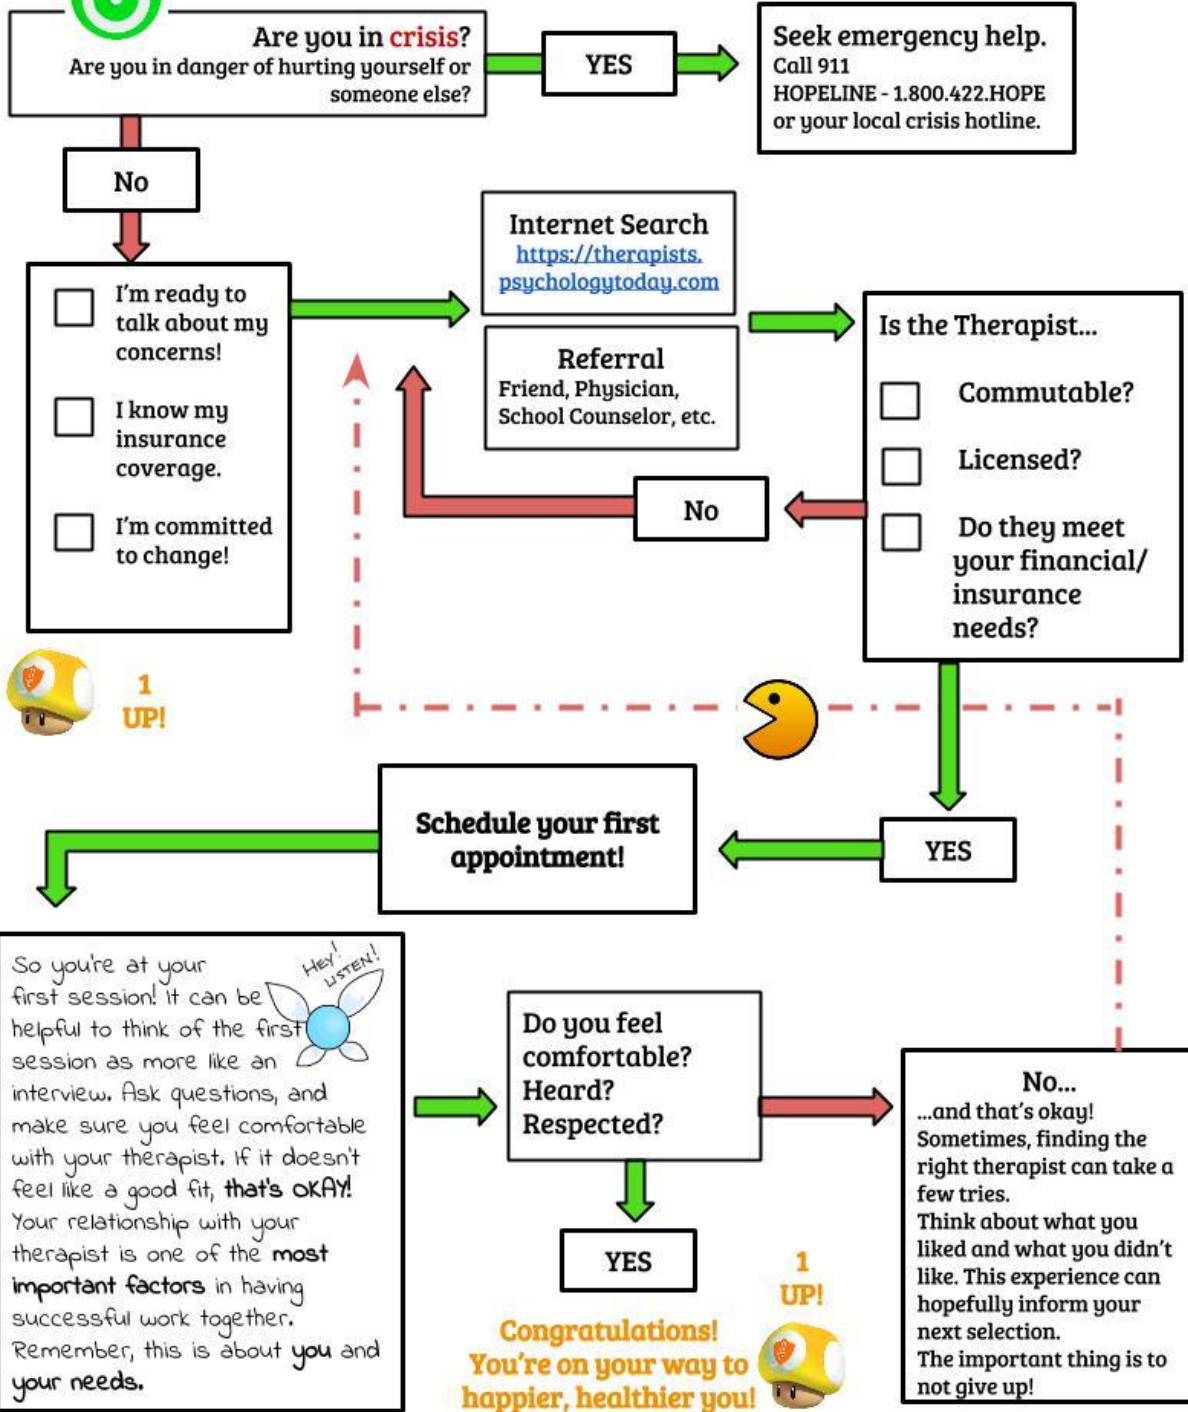 Are you in crisis?
Are you in danger of hurting yourself or
someone else?
YES
Seek emergency help.
Call 911
HOPELINE - 1.800.422.HOPE
or your local crisis hotline.
No
I'm ready to
talk about my
concerns!
I know my
insurance
coverage.
I'm committed
to change!
Internet Search
https://therapists.
psychologytoday.com
Referral
Friend, Physician,
School Counselor, etc.
Is the Therapist...
Commutable?
Licensed?
Do they meet
your financial/
insurance
needs?
No
1
UP!
YES
Schedule your first
appointment!
So you're at your
first session! It can be
helpful to think of the first
session as more like an
interview. Ask questions, and
make sure you feel comfortable
with your therapist. If it doesn't
feel like a good fit, that's OKAY!
Your relationship with your
therapist is one of the most
important factors in having
successful work together.
Remember, this is about you and
your needs.
HEY!
LISTEN!
Do you feel
comfortable?
Heard?
Respected?
YES
1
UP!
Congratulations!
You're on your way to
happier, healthier you!
No...
...and that's okay!
Sometimes, finding the
right therapist can take a
few tries.
Think about what you
liked and what you didn't
like. This experience can
hopefully inform your
next selection.
The important thing is to
not give up!